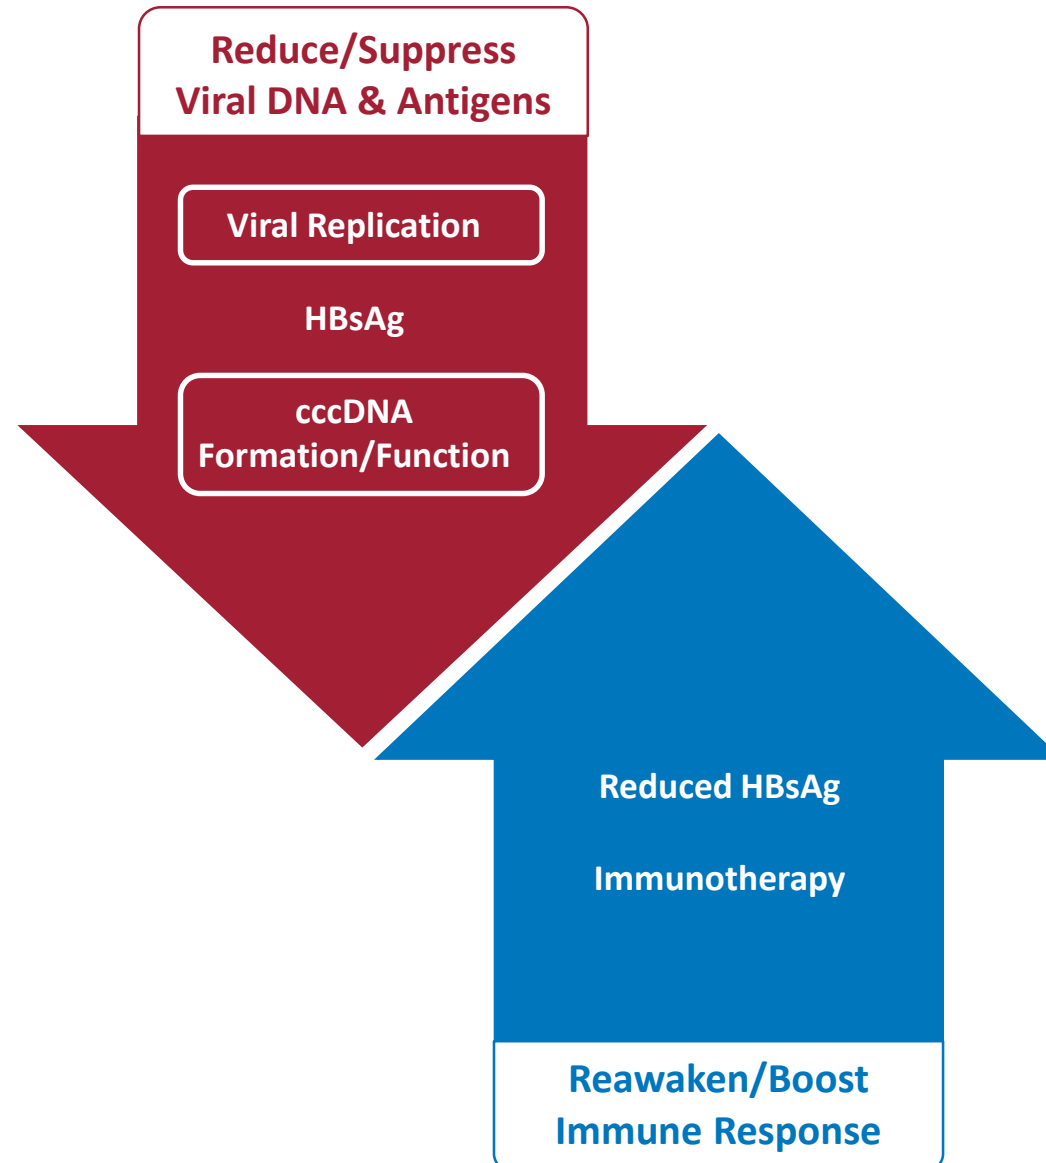 Reduce/Suppress
Viral DNA & Antigens
Viral Replication
HBsAg
cccDNA
Formation/Function
Reduced HBsAg
Immunotherapy
Reawaken/Boost
Immune Response